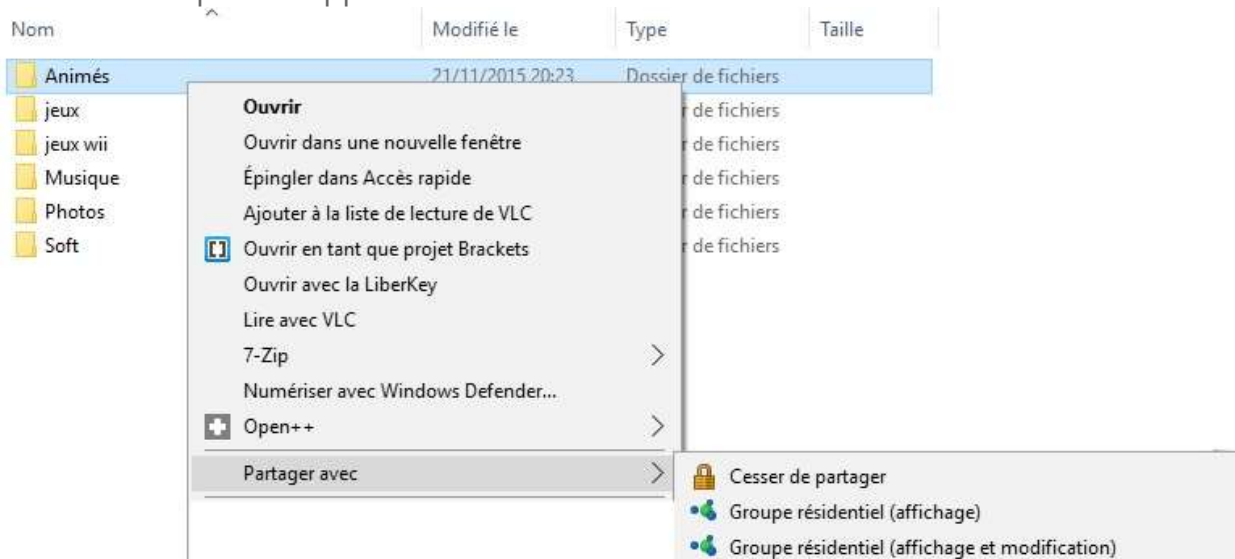 Nom Modifié le Type Taille
Animés 21/11/2015 20:23 Dossier de fichiers
jeux de fichiers
jeux wii de fichiers
Musique de fichiers
Photos de fichiers
Soft de fichiers
Ouvrir
Ouvrir dans une nouvelle fenêtre
Épingler dans Accès rapide
Ajouter à la liste de lecture de VLC
Ouvrir en tant que projet Brackets
Ouvrir avec la LiberKey
Lire avec VLC
7-Zip
Numériser avec Windows Defender...
Open++
Partager avec
Cesser de partager
Groupe résidentiel (affichage)
Groupe résidentiel (affichage et modification)